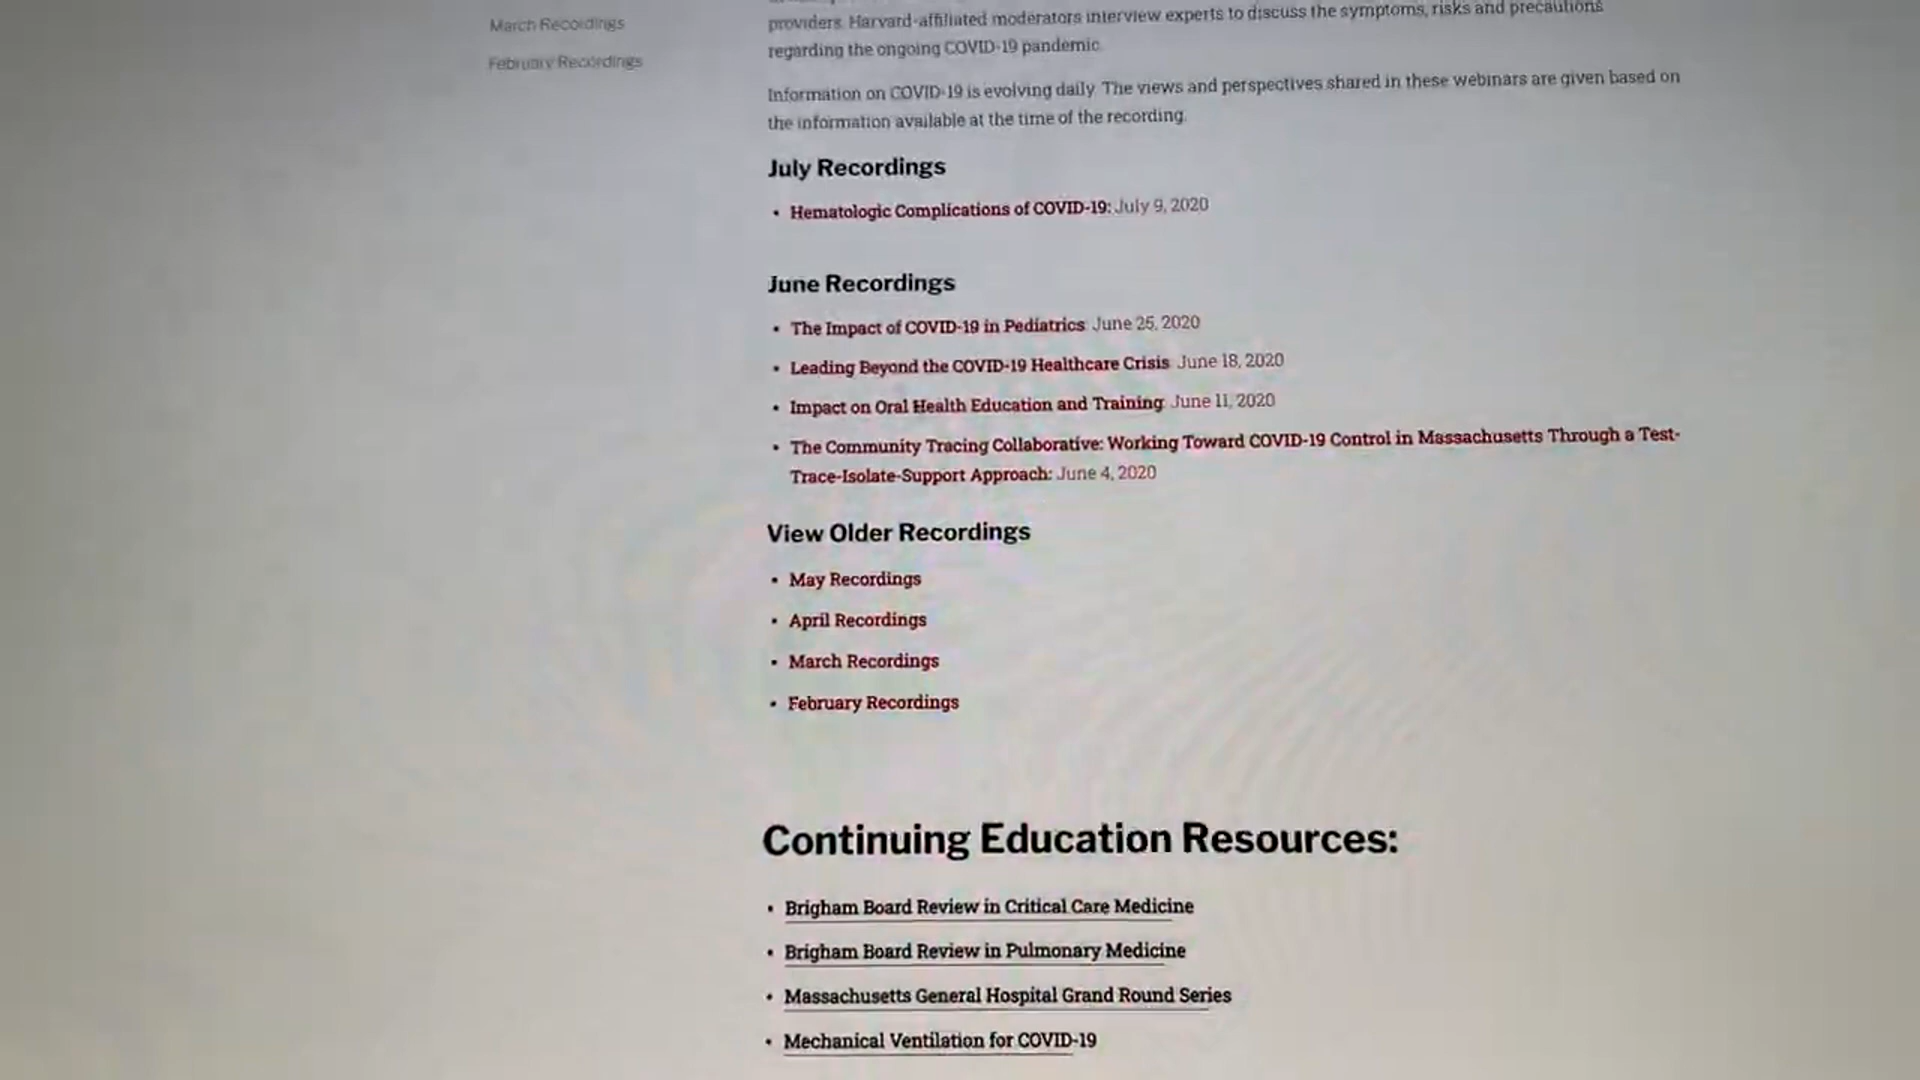 March Recordings
February Recordings
providers. Harvard-affiliated moderators interview experts to discuss the symptoms, risks and precautions
regarding the ongoing COVID-19 pandemic.
Information on COVID-19 is evolving daily. The views and perspectives shared in these webinars are given based on
the information available at the time of the recording.
July Recordings
• Hematologic Complications of COVID-19: July 9, 2020
June Recordings
• The Impact of COVID-19 in Pediatrics: June 25, 2020
• Leading Beyond the COVID-19 Healthcare Crisis: June 18, 2020
• Impact on Oral Health Education and Training: June 11, 2020
• The Community Tracing Collaborative: Working Toward COVID-19 Control in Massachusetts Through a Test-
Trace-Isolate-Support Approach: June 4, 2020
View Older Recordings
• May Recordings
• April Recordings
• March Recordings
• February Recordings
Continuing Education Resources:
• Brigham Board Review in Critical Care Medicine
• Brigham Board Review in Pulmonary Medicine
• Massachusetts General Hospital Grand Round Series
• Mechanical Ventilation for COVID-19